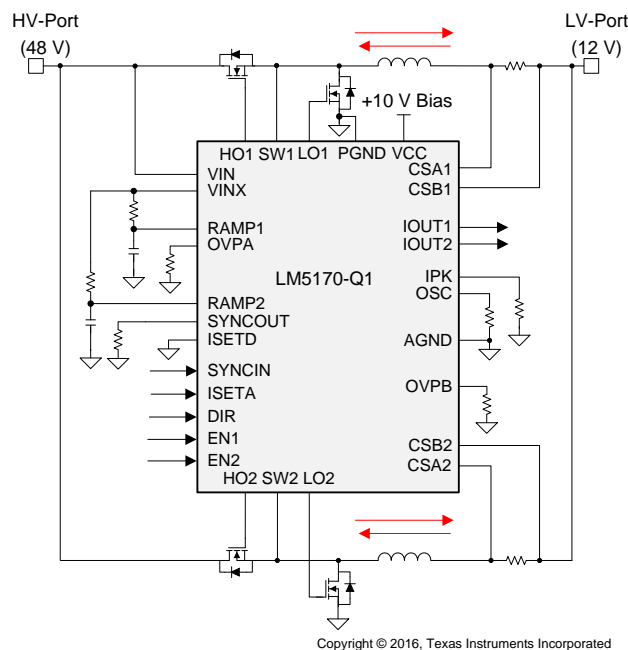 HV-Port
(48 V)
LV-Port
(12 V)
+10 V Bias
HO1 SW1 LO1 PGND VCC
VIN
VINX
RAMP1
OVPA
RAMP2
SYNCOUT
ISETD
SYNCIN
ISETA
DIR
EN1
EN2
LM5170-Q1
CSA1
CSB1
IOUT1
IOUT2
IPK
OSC
AGND
OVPB
CSB2
CSA2
HO2 SW2 LO2
Copyright © 2016, Texas Instruments Incorporated